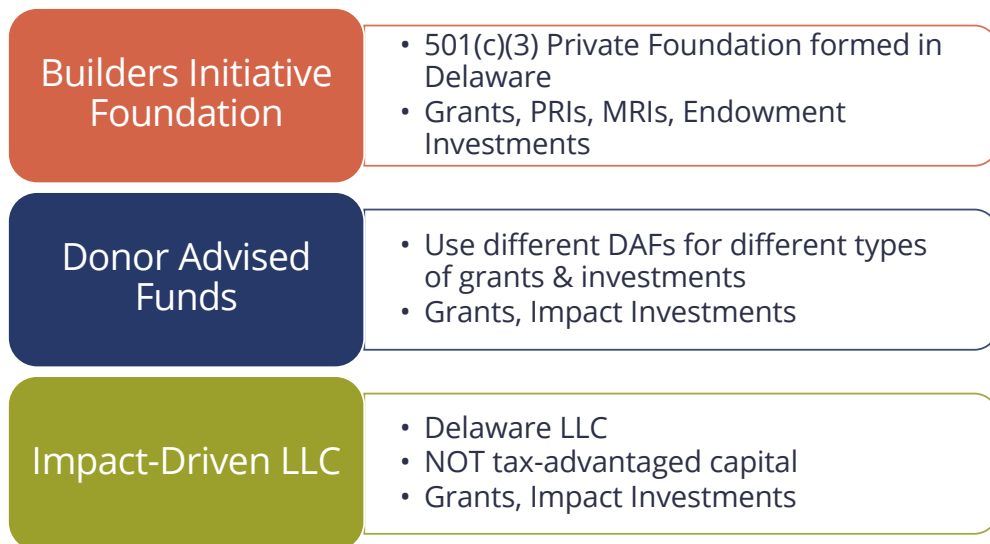 Builders Initiative
Foundation
• 501(c)(3) Private Foundation formed in
Delaware
• Grants, PRIs, MRIs, Endowment
Investments
Donor Advised
Funds
• Use different DAFs for different types
of grants & investments
• Grants, Impact Investments
Impact-Driven LLC
• Delaware LLC
• NOT tax-advantaged capital
• Grants, Impact Investments